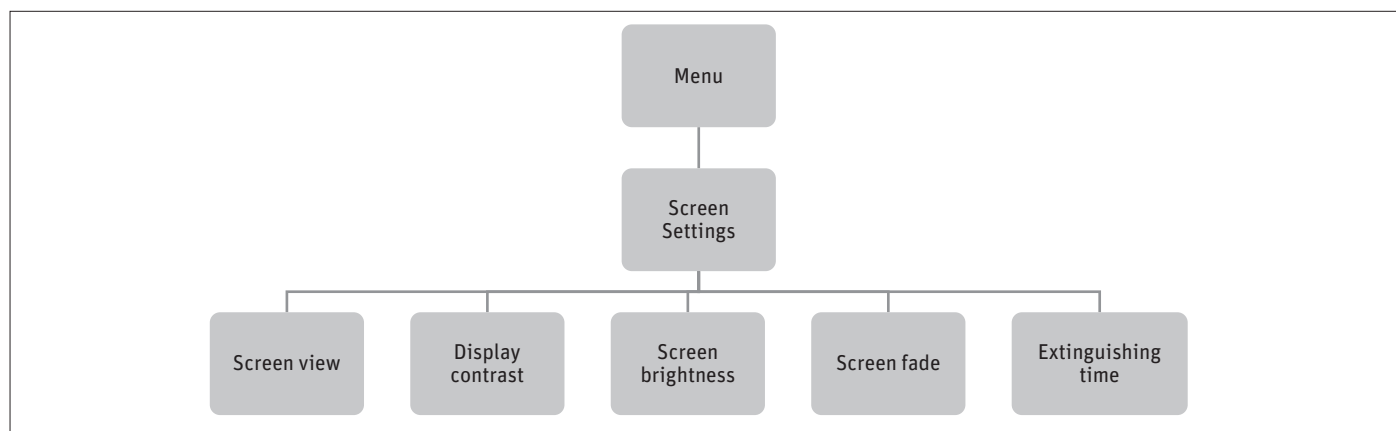 Menu
Screen
Settings
Screen view
Display
contrast
Screen
brightness
Screen fade
Extinguishing
time